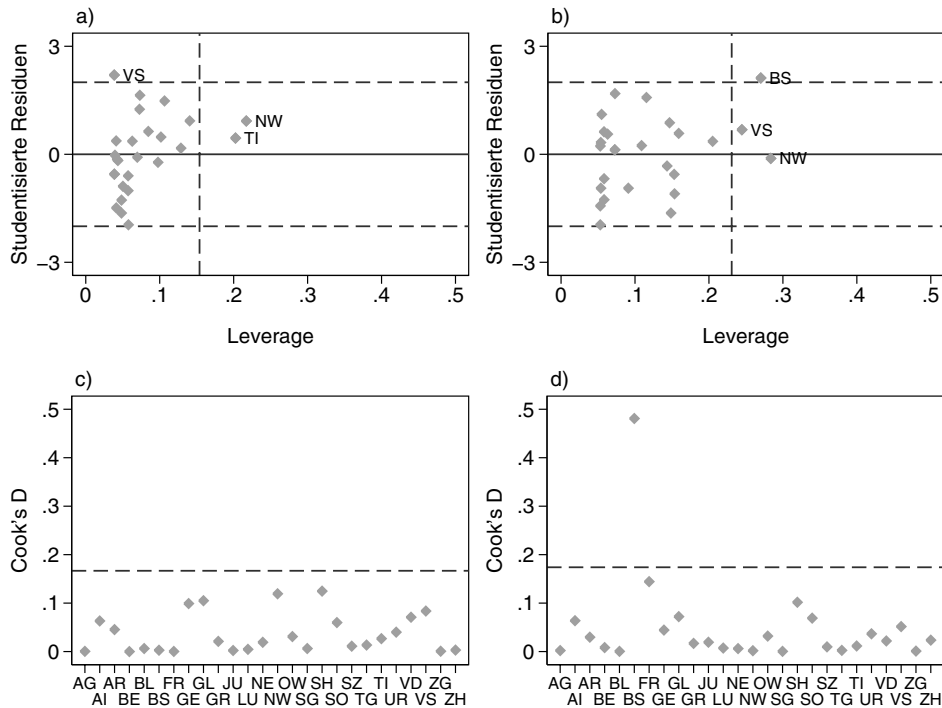 a)
Studentisierte Residuen
3
0
−3
VS
NW
TI
0 .1 .2 .3 .4 .5
Leverage
b)
Studentisierte Residuen
3
0
−3
BS
VS
NW
0 .1 .2 .3 .4 .5
Leverage
c)
Cook's D
.5
.4
.3
.2
.1
0
AG AR BL FR GL JU NE OW SH SZ TI VD ZG
AI BE BS GE GR LU NW SG SO TG UR VS ZH
d)
Cook's D
.5
.4
.3
.2
.1
0
AG AR BL FR GL JU NE OW SH SZ TI VD ZG
AI BE BS GE GR LU NW SG SO TG UR VS ZH